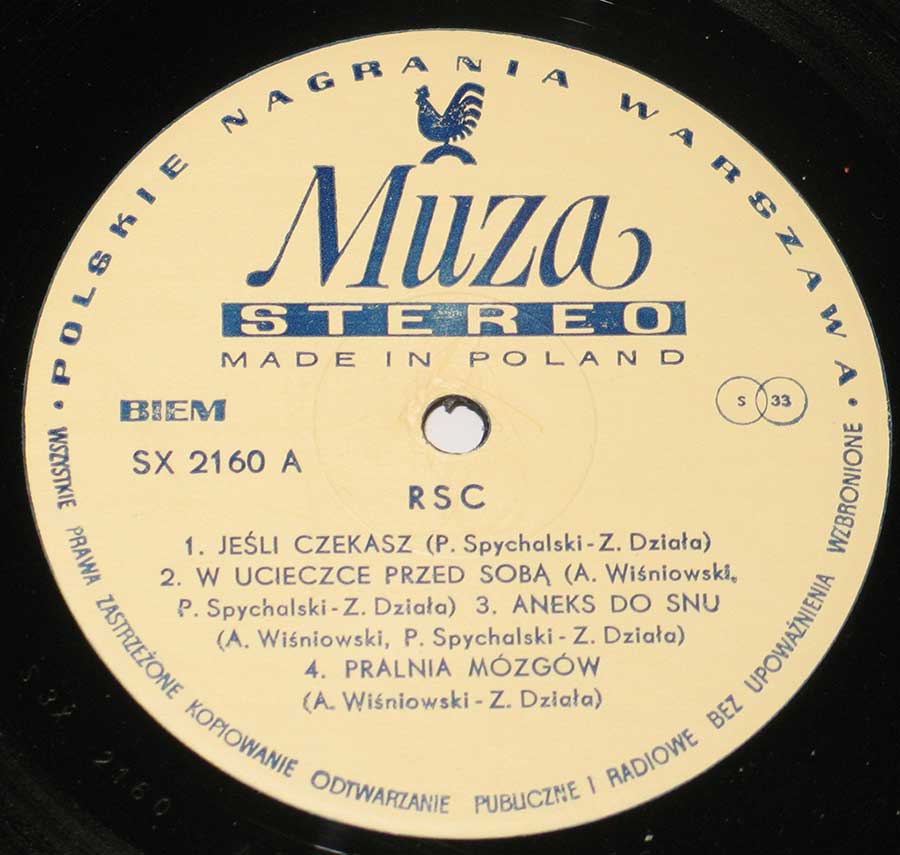 • POLSKIE NAGRANIA WARSZAWA •
Muza
STEREO
MADE IN POLAND
BIEM
S 33
SX 2160 A
RSC
1. JEŚLI CZEKASZ (P. Spychalski-Z. Działa)
2. W UCIECZCE PRZED SOBĄ (A. Wiśniowski,
P. Spychalski-Z. Działa) 3. ANEKS DO SNU
(A. Wiśniowski, P. Spychalski-Z. Działa)
4. PRALNIA MÓZGÓW
(A. Wiśniowski-Z. Działa)
WSZYSTKIE PRAWA ZASTRZEŻONE KOPIOWANIE ODTWARZANIE PUBLICZNE I RADIOWE BEZ UPOWAŻNIENIA WZBRONIONE
2160